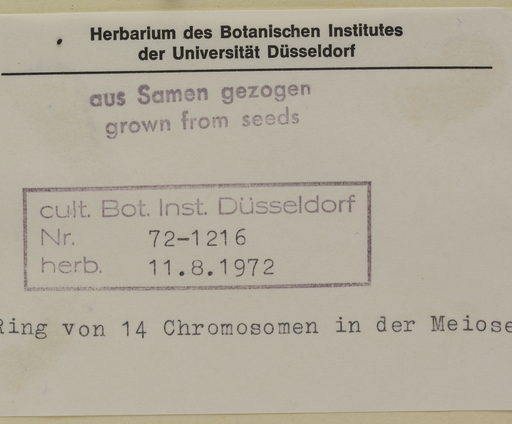 Herbarium des Botanischen Institutes
der Universität Düsseldorf
aus Samen gezogen
grown from seeds
cult. Bot. Inst. Düsseldorf
Nr. 72-1216
herb. 11.8.1972
Ring von 14 Chromosomen in der Meiose